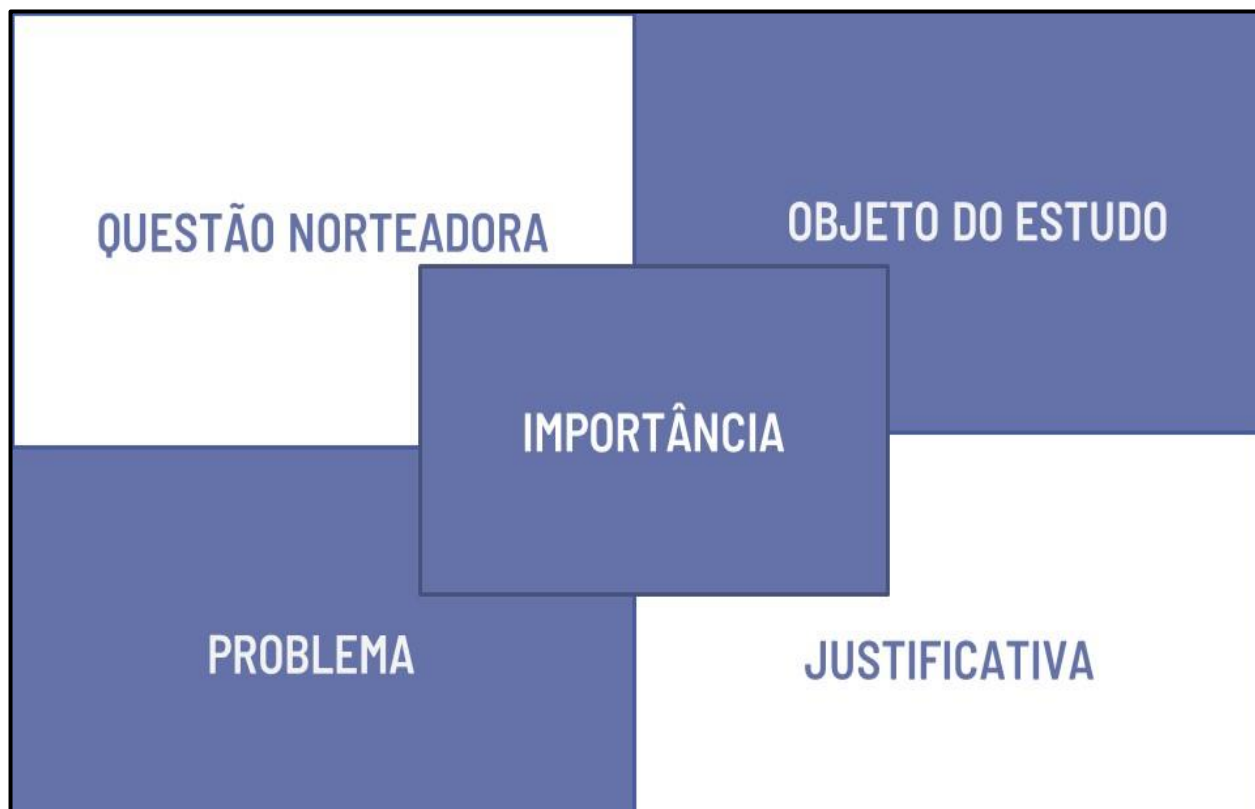 QUESTÃO NORTEADORA
OBJETO DO ESTUDO
IMPORTÂNCIA
PROBLEMA
JUSTIFICATIVA